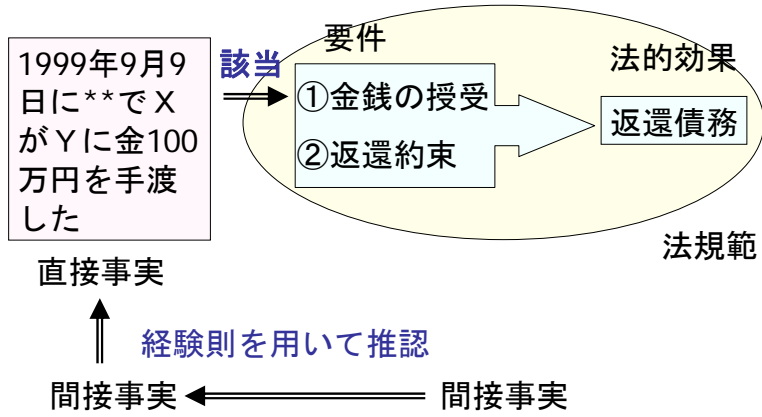 要件
1999年9月9
日に**でX
がYに金100
万円を手渡
した
該当
①金銭の授受
②返還約束
法的効果
返還債務
法規範
直接事実
経験則を用いて推認
間接事実
間接事実